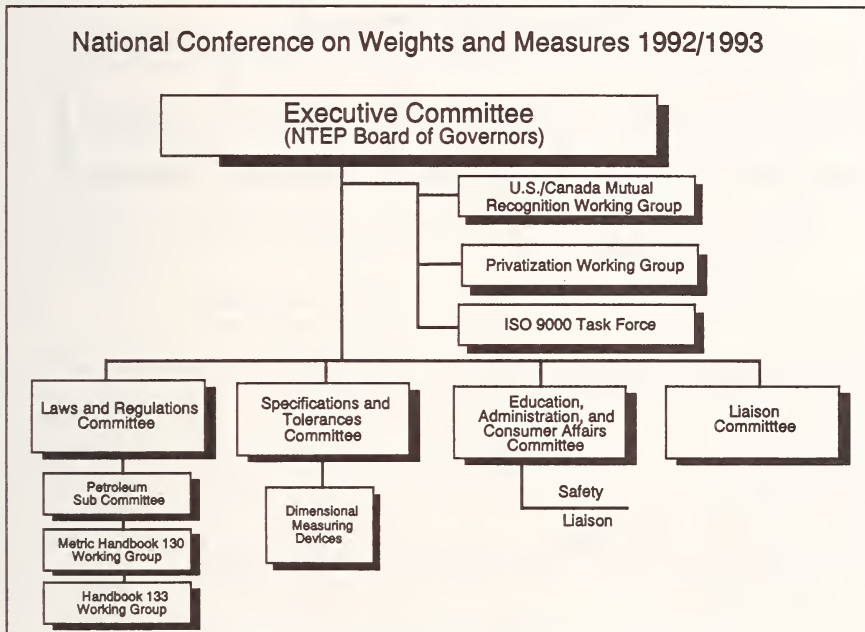 National Conference on Weights and Measures 1992/1993
Executive Committee
(NTEP Board of Governors)
U.S./Canada Mutual
Recognition Working Group
Privatization Working Group
ISO 9000 Task Force
Laws and Regulations
Committee
Petroleum
Sub Committee
Metric Handbook 130
Working Group
Handbook 133
Working Group
Specifications and
Tolerances
Committee
Dimensional
Measuring
Devices
Education,
Administration, and
Consumer Affairs
Committee
Safety
Liaison
Liaison
Committtee